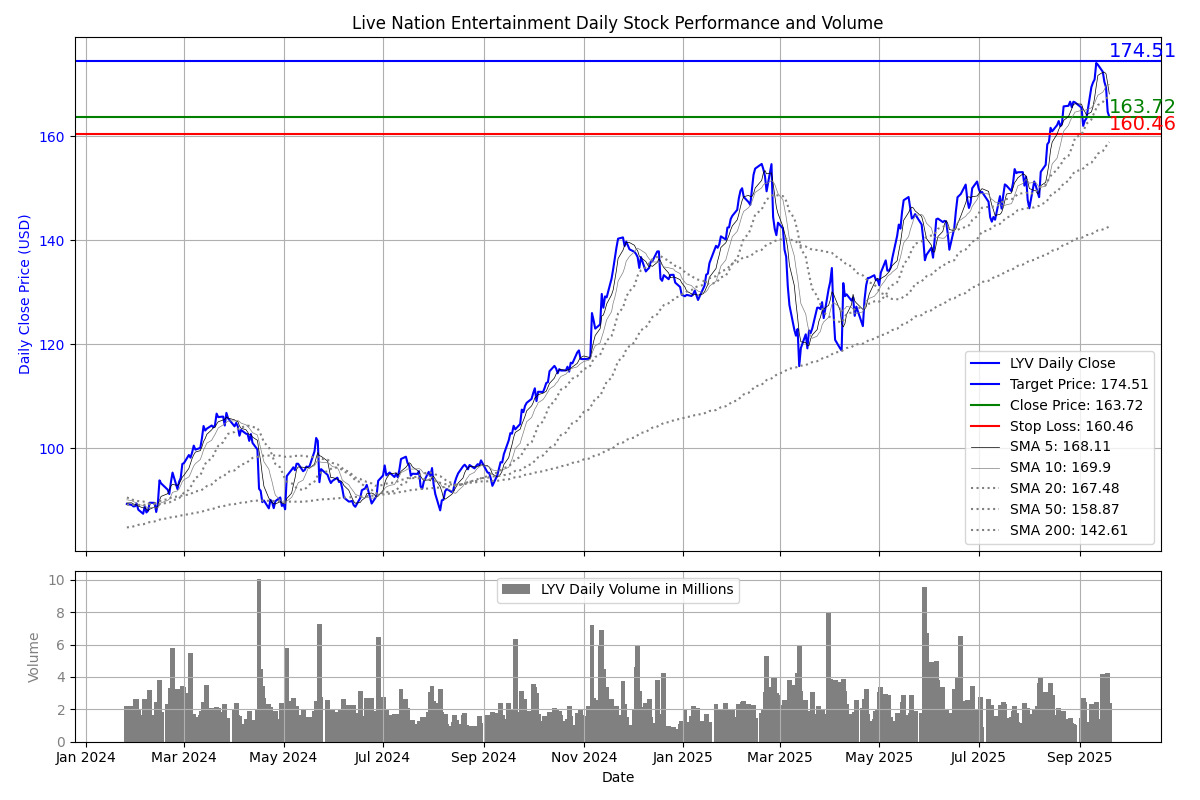 Live Nation Entertainment Daily Stock Performance and Volume
174.51
163.72
160.46
160
140
120
100
Daily Close Price (USD)
LYV Daily Close
Target Price: 174.51
Close Price: 163.72
Stop Loss: 160.46
SMA 5: 168.11
SMA 10: 169.9
SMA 20: 167.48
SMA 50: 158.87
SMA 200: 142.61
10
8
6
4
2
0
Volume
LYV Daily Volume in Millions
Jan 2024 Mar 2024 May 2024 Jul 2024 Sep 2024 Nov 2024 Jan 2025 Mar 2025 May 2025 Jul 2025 Sep 2025
Date